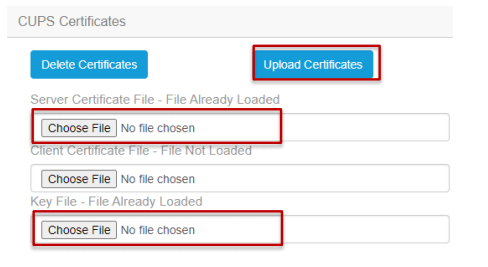 CUPS Certificates
Delete Certificates Upload Certificates
Server Certificate File - File Already Loaded
Choose File No file chosen
Client Certificate File - File Not Loaded
Choose File No file chosen
Key File - File Already Loaded
Choose File No file chosen